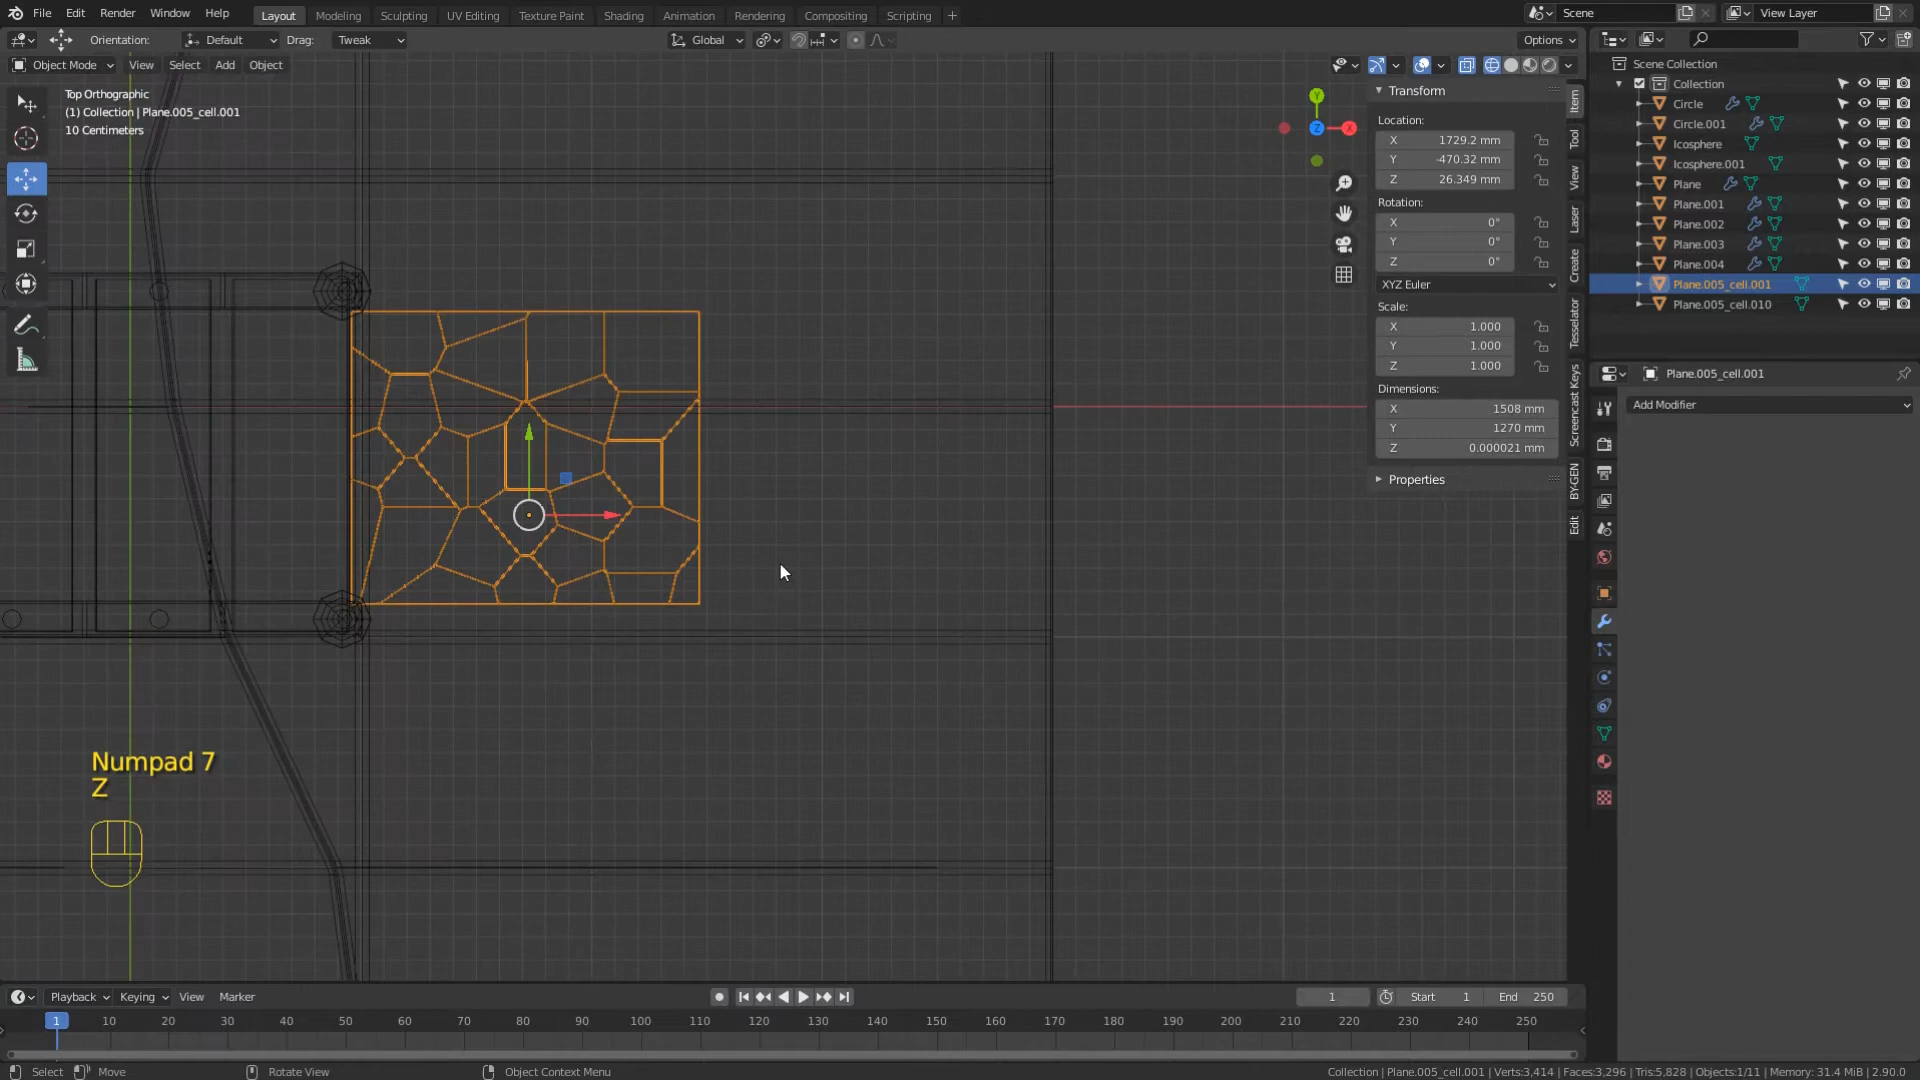 File Edit Render Window Help Layout Modeling Sculpting UV Editing Texture Paint Shading Animation Rendering Compositing Scripting + Scene View Layer
Orientation: Default Drag: Tweak Global Options
Object Mode View Select Add Object
Top Orthographic
(1) Collection | Plane.005_cell.001
10 Centimeters
Transform
Location:
X 1729.2 mm
Y -470.32 mm
Z 26.349 mm
Rotation:
X 0°
Y 0°
Z 0°
XYZ Euler
Scale:
X 1.000
Y 1.000
Z 1.000
Dimensions:
X 1508 mm
Y 1270 mm
Z 0.000021 mm
Properties
Item
Tool
View
Laser
Create
Tesselator
Screencast Keys
BY-GEN
Edit
Y
Z
X
Scene Collection
Collection
Circle
Circle.001
Icosphere
Icosphere.001
Plane
Plane.001
Plane.002
Plane.003
Plane.004
Plane.005_cell.001
Plane.005_cell.010
Plane.005_cell.001
Add Modifier
Numpad 7
Z
Playback Keying View Marker 1 Start 1 End 250
1 10 20 30 40 50 60 70 80 90 100 110 120 130 140 150 160 170 180 190 200 210 220 230 240 250
Select Move Rotate View Object Context Menu Collection | Plane.005_cell.001 | Verts:3,414 | Faces:3,296 | Tris:5,828 | Objects:1/11 | Memory: 31.4 MiB | 2.90.0